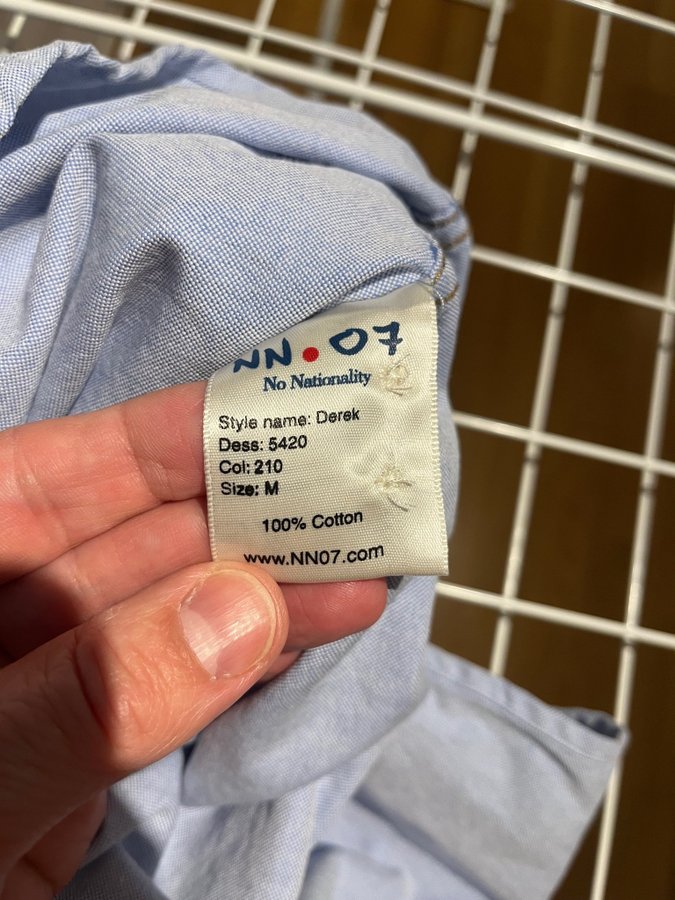 NN•07
No Nationality
Style name: Derek
Dess: 5420
Col: 210
Size: M
100% Cotton
www.NN07.com